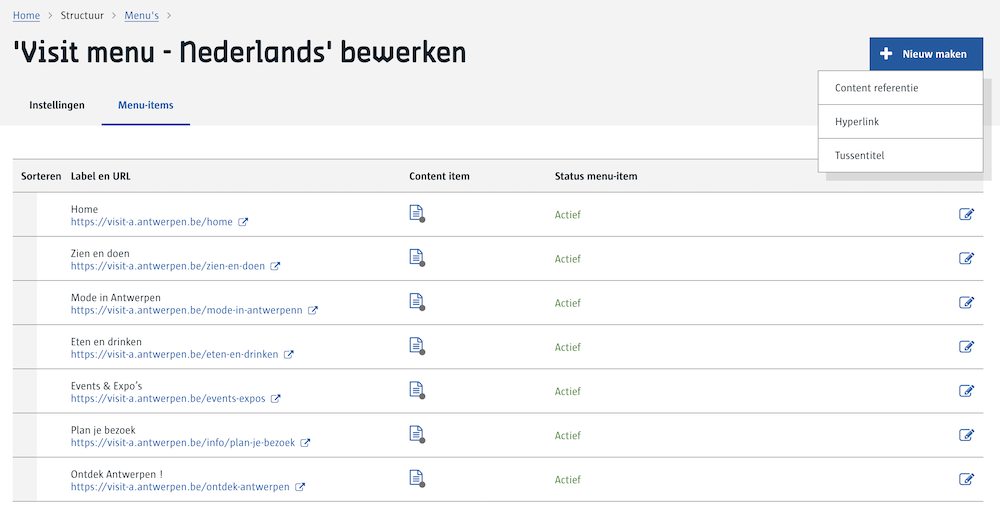 Home > Structuur > Menu's >
'Visit menu - Nederlands' bewerken
Nieuw maken
Content referentie
Hyperlink
Tussentitel
Instellingen Menu-items
Sorteren Label en URL Content item Status menu-item
Home
https://visit-a.antwerpen.be/home
Actief
Zien en doen
https://visit-a.antwerpen.be/zien-en-doen
Actief
Mode in Antwerpen
https://visit-a.antwerpen.be/mode-in-antwerpenn
Actief
Eten en drinken
https://visit-a.antwerpen.be/eten-en-drinken
Actief
Events & Expo's
https://visit-a.antwerpen.be/events-expos
Actief
Plan je bezoek
https://visit-a.antwerpen.be/info/plan-je-bezoek
Actief
Ontdek Antwerpen !
https://visit-a.antwerpen.be/ontdek-antwerpen
Actief